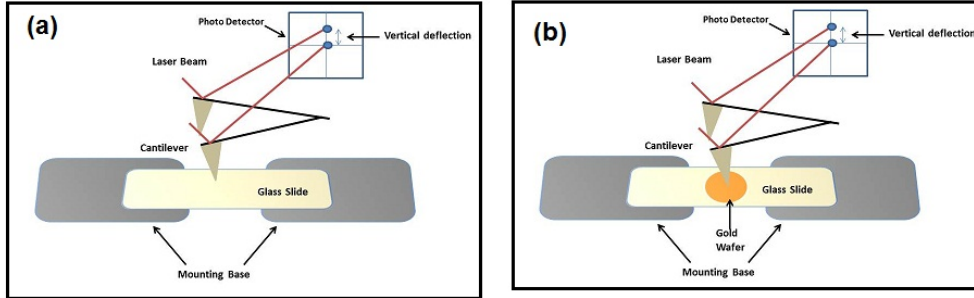 (a)
Photo Detector
Vertical deflection
Laser Beam
Cantilever
Glass Slide
Mounting Base
(b)
Photo Detector
Vertical deflection
Laser Beam
Cantilever
Glass Slide
Gold
Wafer
Mounting Base